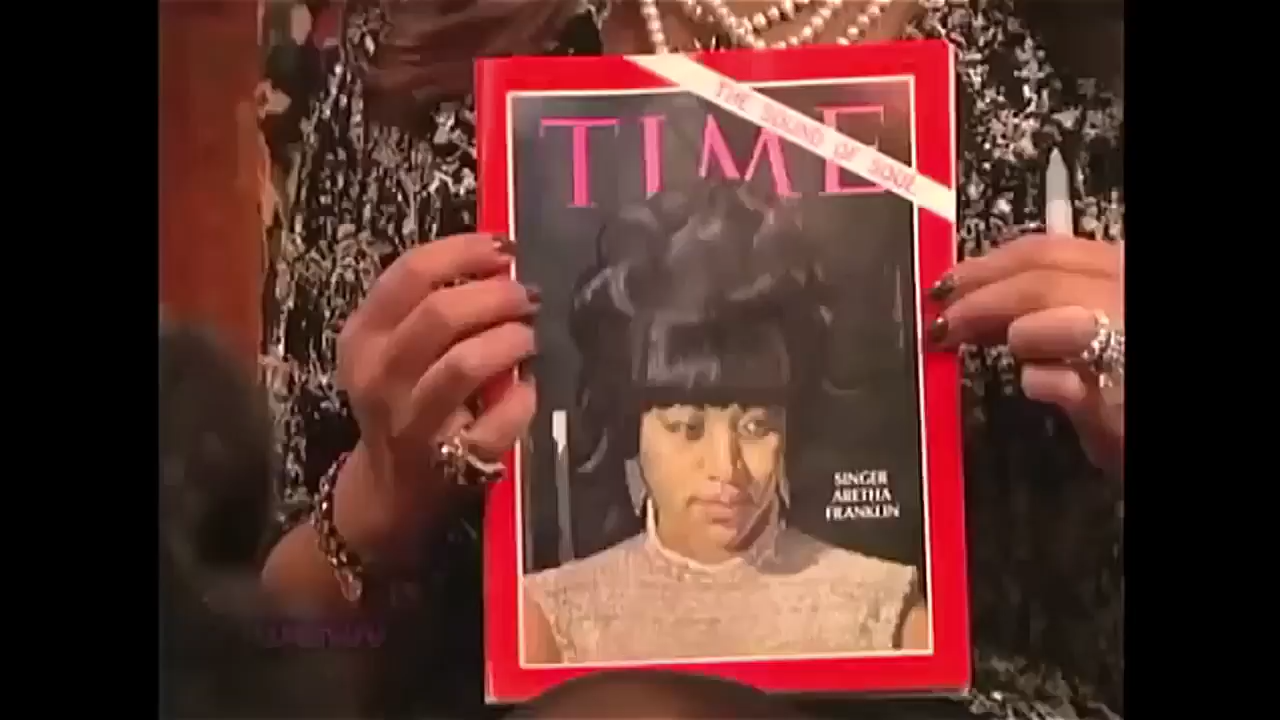 THE SOUND OF SOUL
TIME
SINGER
ARETHA
FRANKLIN